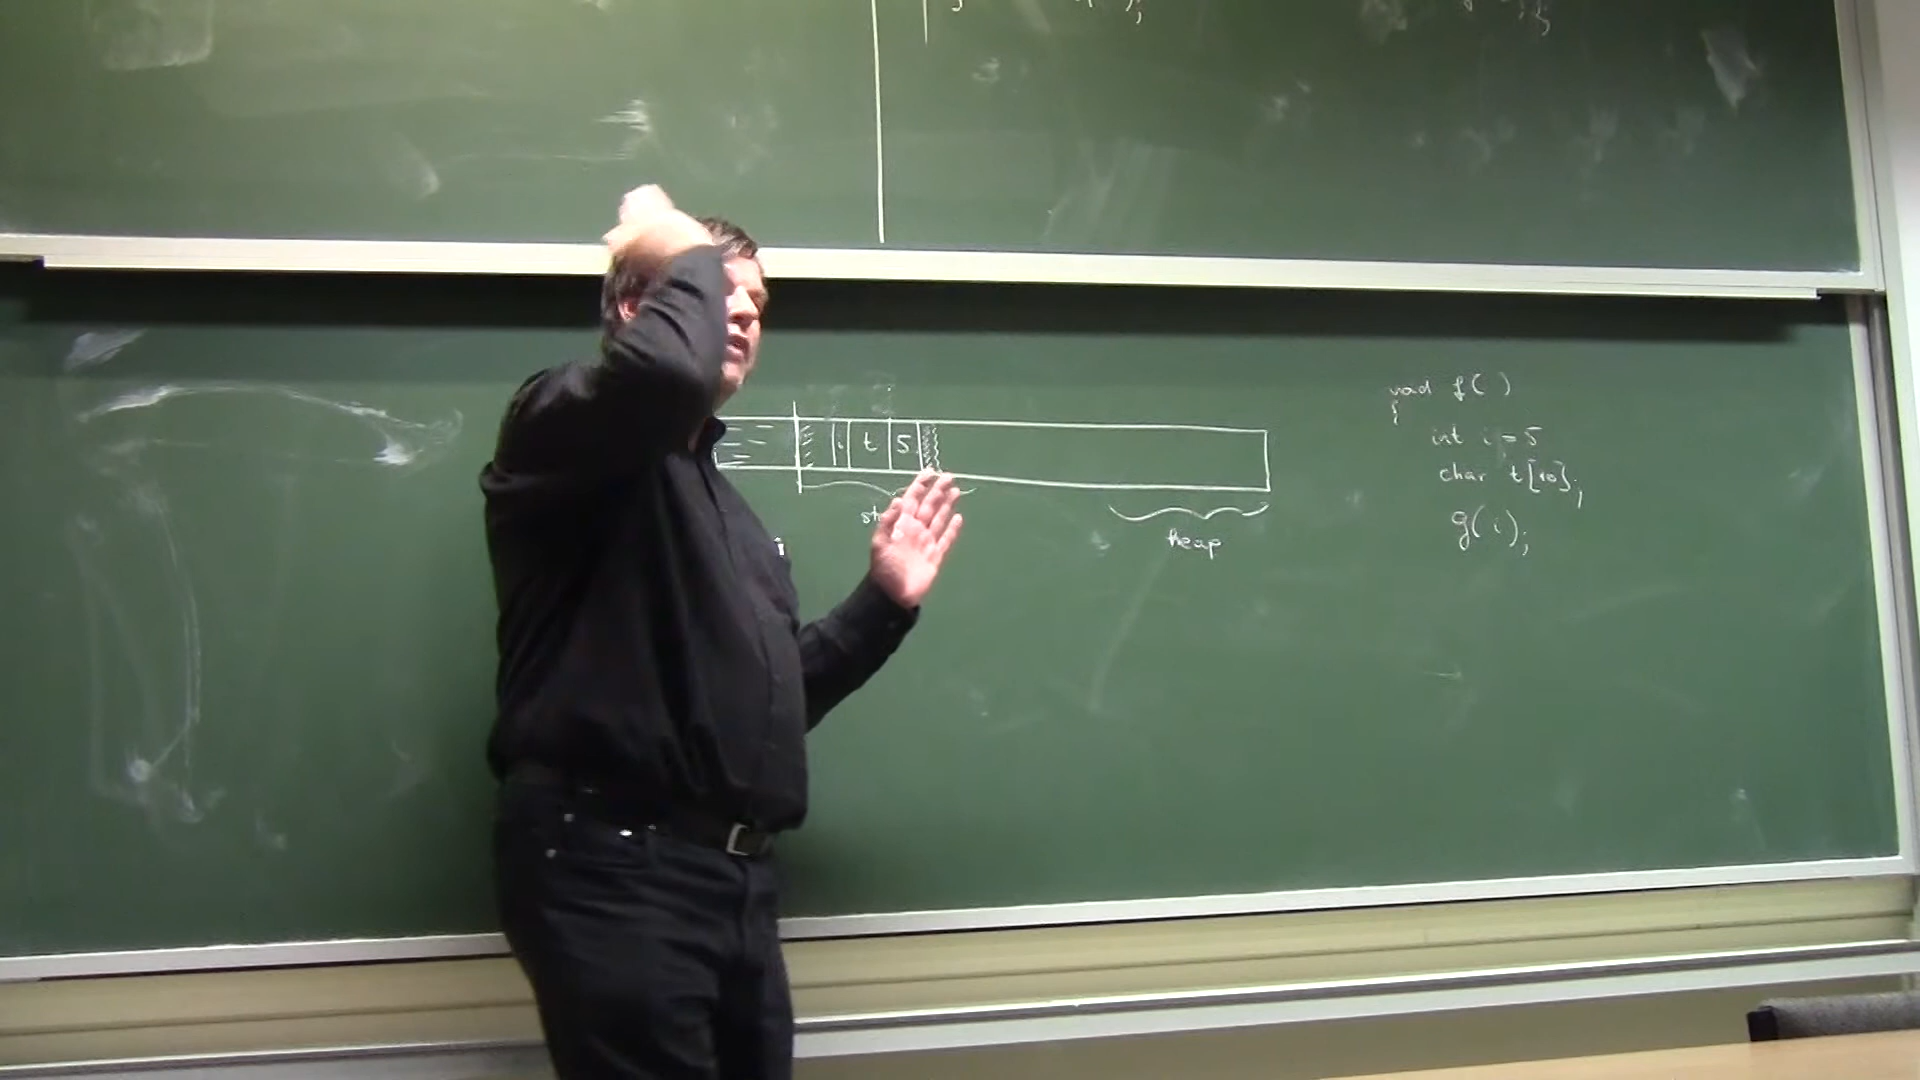 i t 5
heap
void f( )
{
int i = 5
char t[10];
g(i);